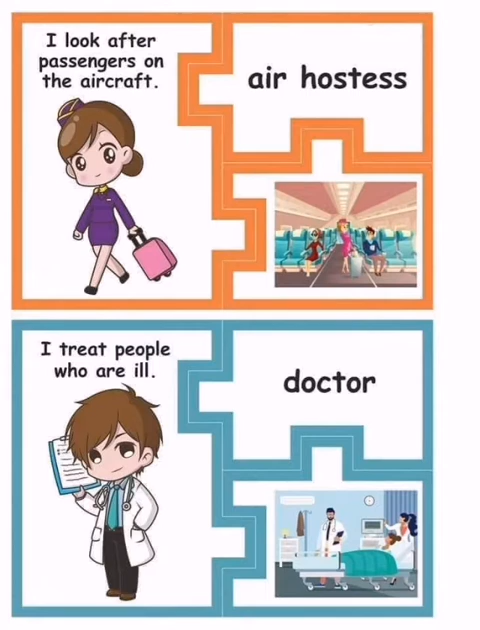 I look after
passengers on
the aircraft.
air hostess
I treat people
who are ill.
doctor